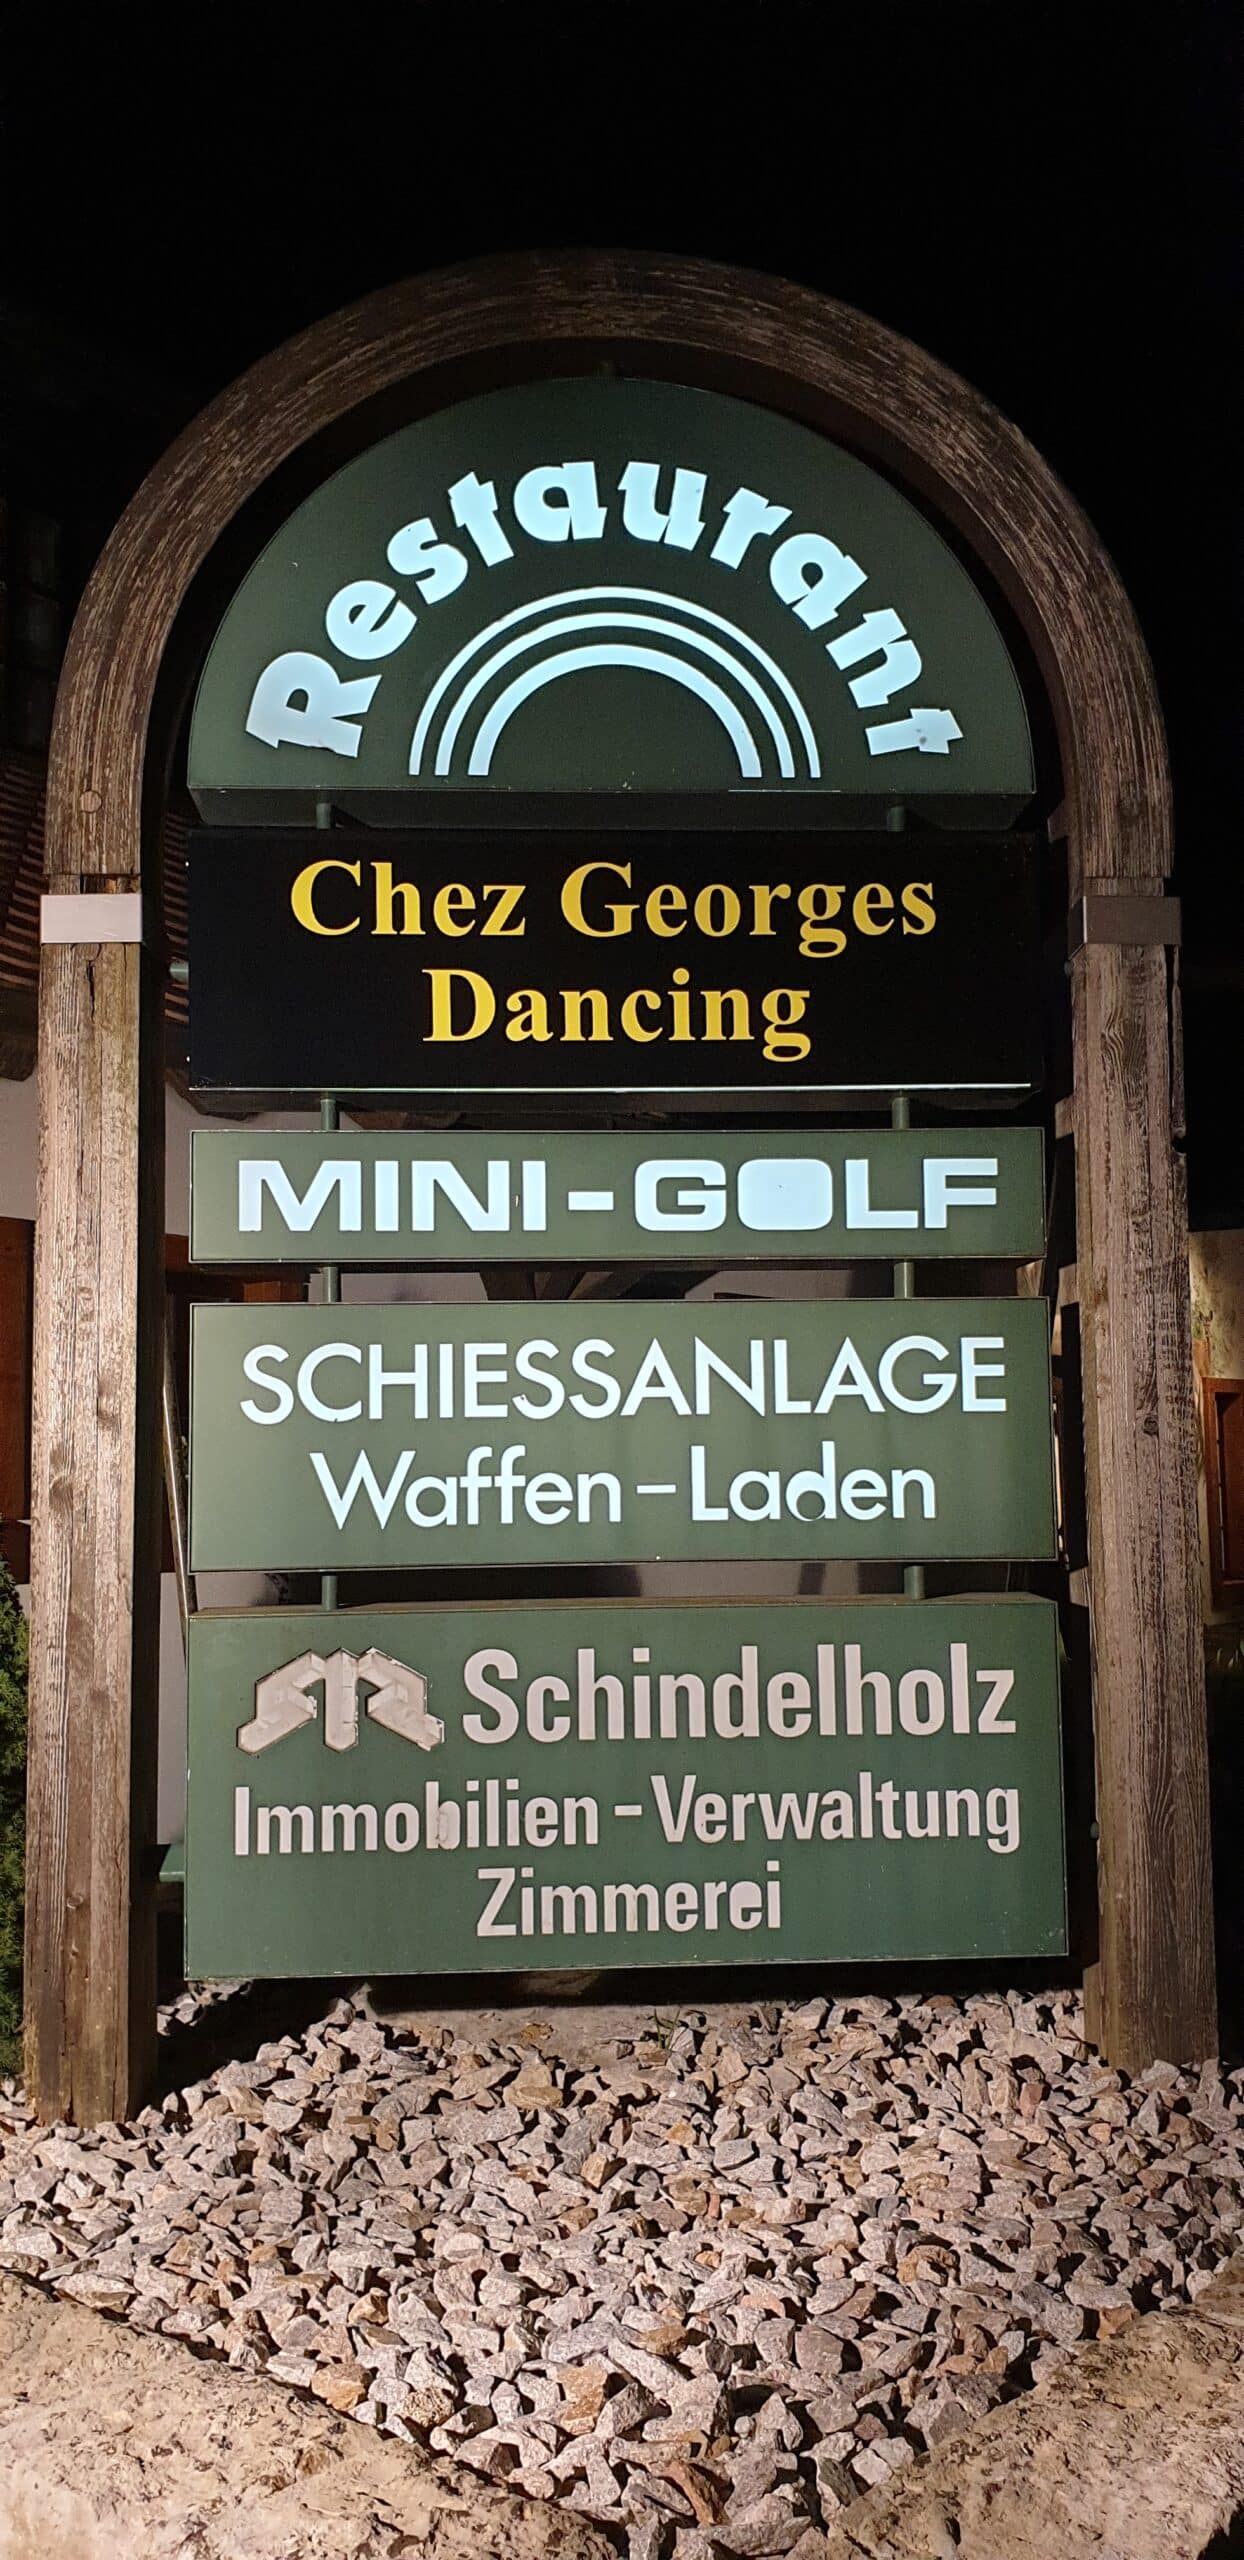 Restaurant
Chez Georges
Dancing
MINI-GOLF
SCHIESSANLAGE
Waffen-Laden
Schindelholz
Immobilien-Verwaltung
Zimmerei